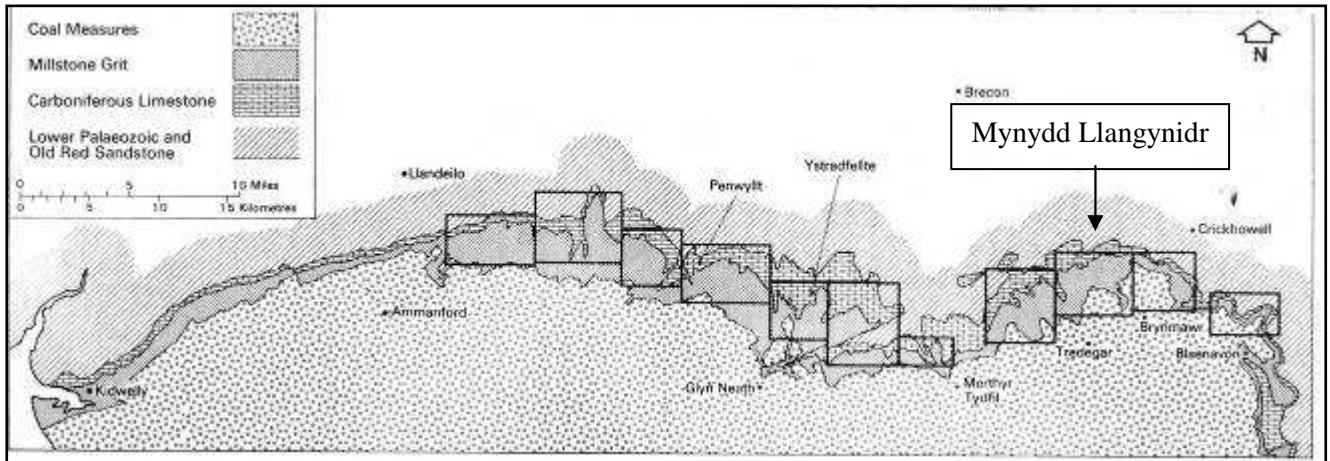 Coal Measures
Millstone Grit
Carboniferous Limestone
Lower Palaeozoic and
Old Red Sandstone
0 5 10 Miles
0 5 10 15 Kilometres
N
Brecon
Mynydd Llangynidr
Llandeilo
Penwyllt
Ystradfellte
Crickhowell
Ammanford
Kidwelly
Glyn Neath
Merthyr
Tydfil
Tredegar
Brynmawr
Blaenavon